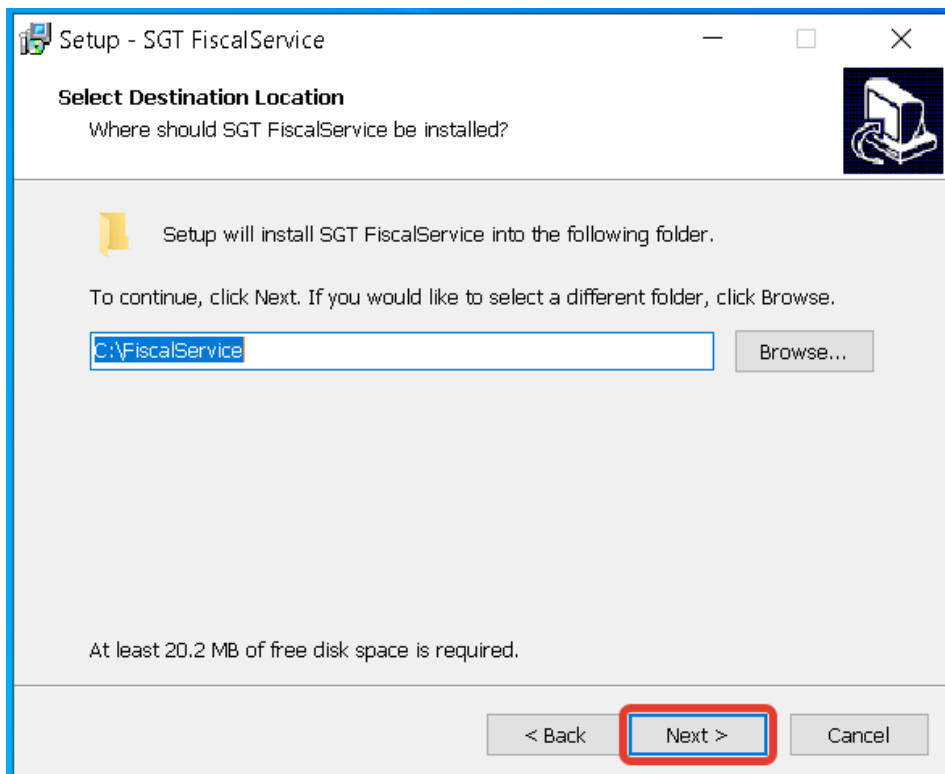 Setup - SGT FiscalService
Select Destination Location
Where should SGT FiscalService be installed?
Setup will install SGT FiscalService into the following folder.
To continue, click Next. If you would like to select a different folder, click Browse.
C:\FiscalService
Browse...
At least 20.2 MB of free disk space is required.
< Back Next > Cancel